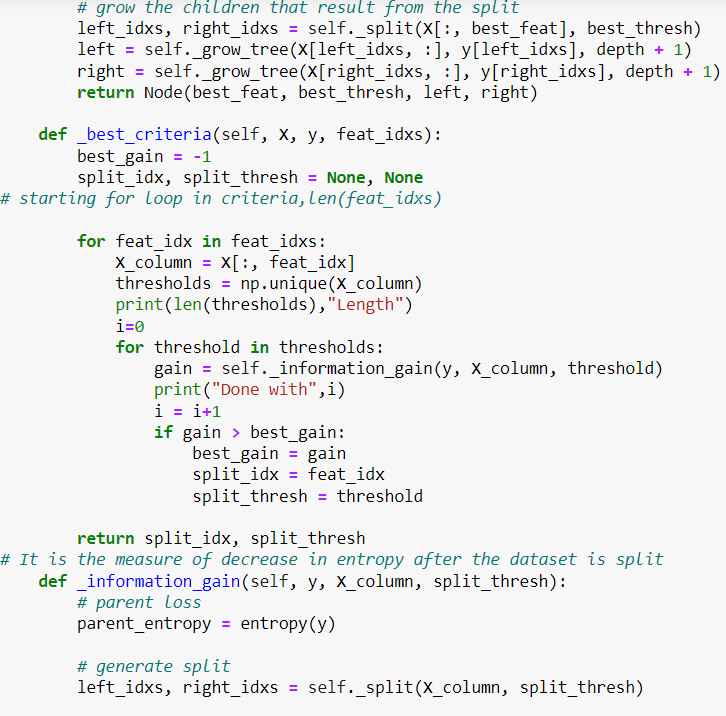 # grow the children that result from the split
        left_idxs, right_idxs = self._split(X[:, best_feat], best_thresh)
        left = self._grow_tree(X[left_idxs, :], y[left_idxs], depth + 1)
        right = self._grow_tree(X[right_idxs, :], y[right_idxs], depth + 1)
        return Node(best_feat, best_thresh, left, right)

    def _best_criteria(self, X, y, feat_idxs):
        best_gain = -1
        split_idx, split_thresh = None, None
# starting for loop in criteria,len(feat_idxs)

        for feat_idx in feat_idxs:
            X_column = X[:, feat_idx]
            thresholds = np.unique(X_column)
            print(len(thresholds),"Length")
            i=0
            for threshold in thresholds:
                gain = self._information_gain(y, X_column, threshold)
                print("Done with",i)
                i = i+1
                if gain > best_gain:
                    best_gain = gain
                    split_idx = feat_idx
                    split_thresh = threshold

        return split_idx, split_thresh
# It is the measure of decrease in entropy after the dataset is split
    def _information_gain(self, y, X_column, split_thresh):
        # parent loss
        parent_entropy = entropy(y)

        # generate split
        left_idxs, right_idxs = self._split(X_column, split_thresh)